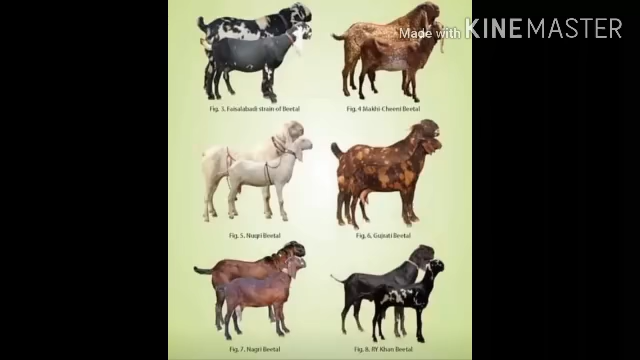 Made with KINEMASTER
Fig. 3. Faisalabadi strain of Beetal
Fig. 4 Makhi-Cheeni Beetal
Fig. 5. Nuqri Beetal
Fig. 6. Gujrati Beetal
Fig. 7. Nagri Beetal
Fig. 8. RY Khan Beetal